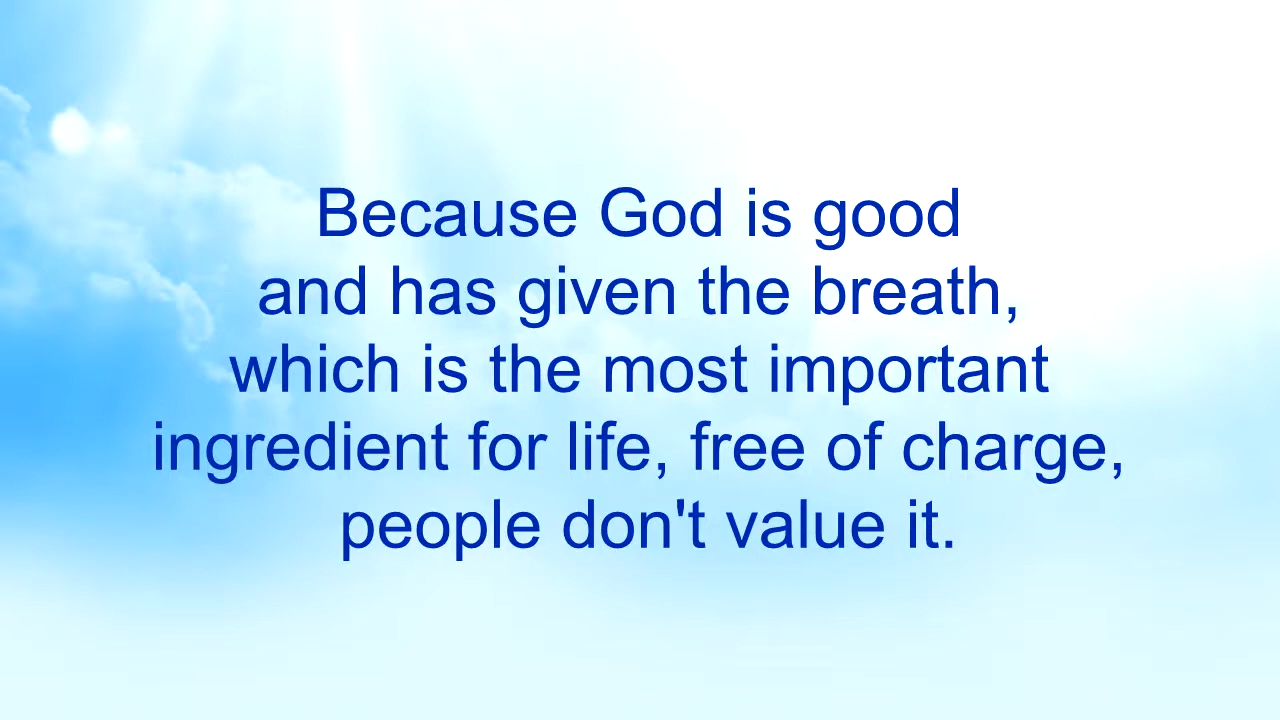 Because God is good
and has given the breath,
which is the most important
ingredient for life, free of charge,
people don't value it.